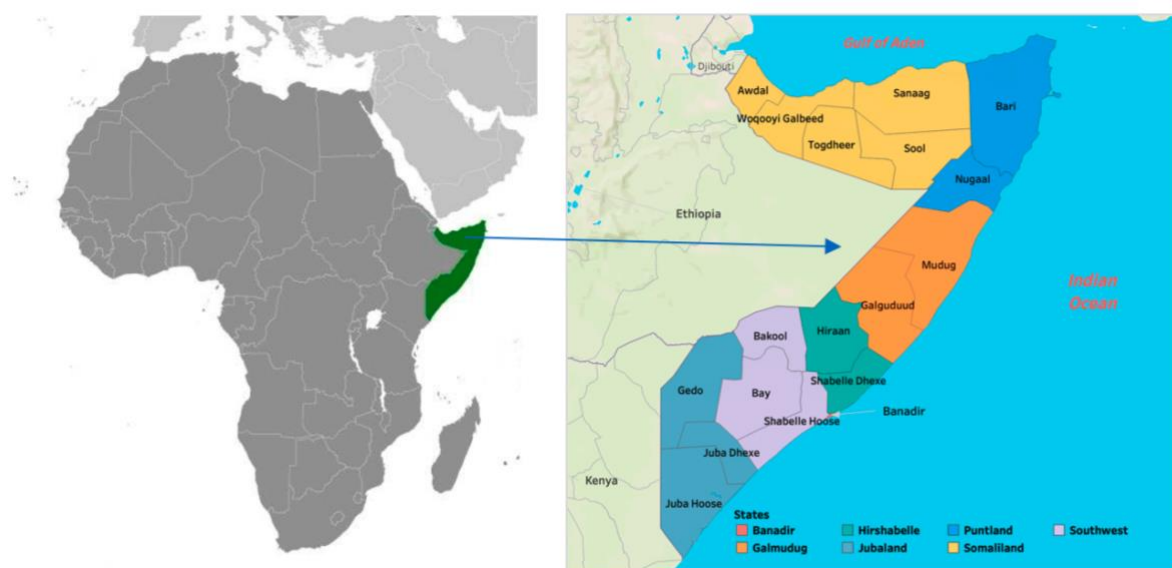 Gulf of Aden
Djibouti
Awdal
Sanaag
Bari
Woqooyi Galbeed
Togdheer
Sool
Nugaal
Ethiopia
Mudug
Indian
Ocean
Galguduud
Hiraan
Bakool
Shabelle Dhexe
Gedo
Bay
Banadir
Shabelle Hoose
Juba Dhexe
Kenya
Juba Hoose
States
Banadir
Hirshabelle
Puntland
Southwest
Galmudug
Jubaland
Somaliland